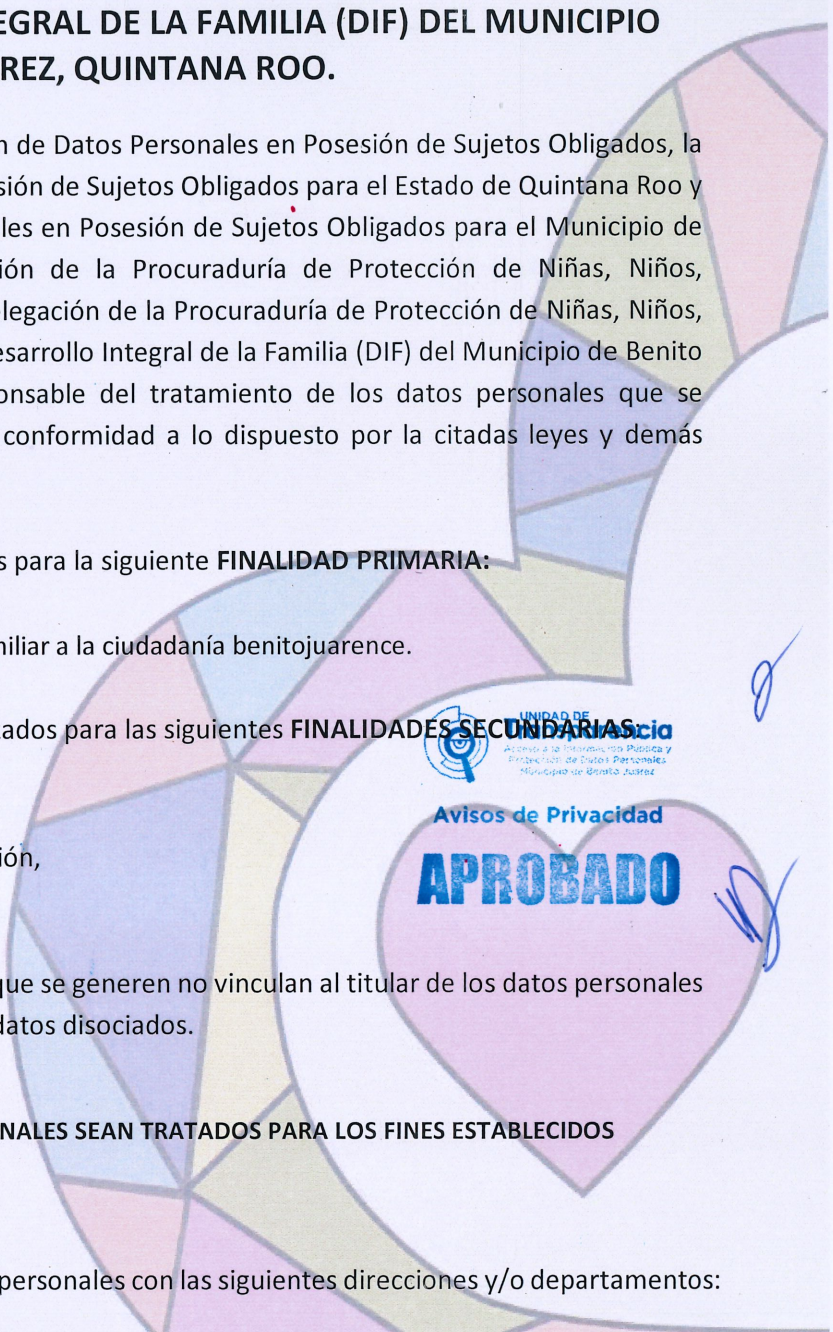 EGRAL DE LA FAMILIA (DIF) DEL MUNICIPIO
REZ, QUINTANA ROO.
n de Datos Personales en Posesión de Sujetos Obligados, la
sión de Sujetos Obligados para el Estado de Quintana Roo y
les en Posesión de Sujetos Obligados para el Municipio de
ión de la Procuraduría de Protección de Niñas, Niños,
elegación de la Procuraduría de Protección de Niñas, Niños,
esarrollo Integral de la Familia (DIF) del Municipio de Benito
onsable del tratamiento de los datos personales que se
conformidad a lo dispuesto por la citadas leyes y demás
s para la siguiente FINALIDAD PRIMARIA:
niliar a la ciudadanía benitojuarence.
tados para las siguientes FINALIDADES SECUNDARIAS:
UNIDAD DE
Transparencia
Acceso a la Información Pública y
Protección de Datos Personales
Municipio de Benito Juárez
Avisos de Privacidad
ión,
APROBADO
que se generen no vinculan al titular de los datos personales
datos disociados.
NALES SEAN TRATADOS PARA LOS FINES ESTABLECIDOS
personales con las siguientes direcciones y/o departamentos: